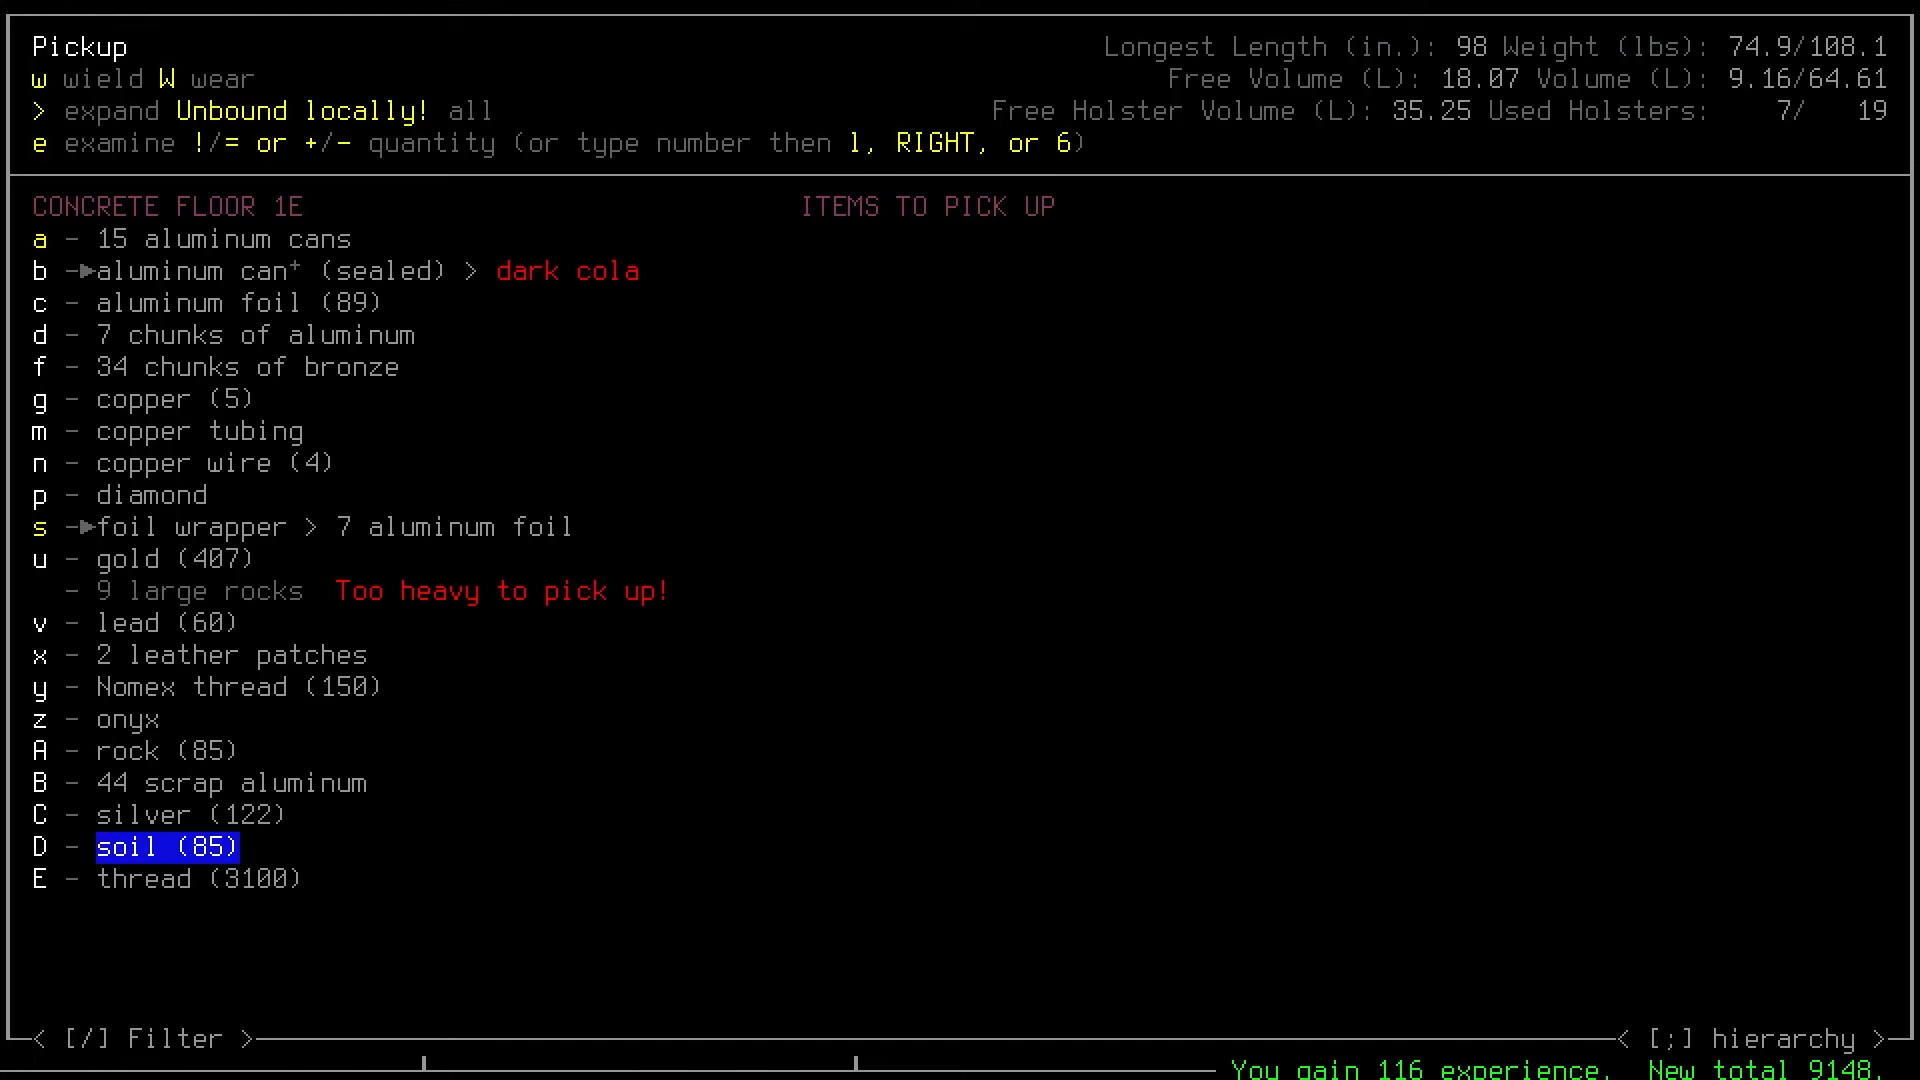 Pickup Longest Length (in.): 98 Weight (lbs): 74.9/108.1
w wield W wear Free Volume (L): 18.07 Volume (L): 9.16/64.61
> expand Unbound locally! all Free Holster Volume (L): 35.25 Used Holsters: 7/ 19
e examine !/= or +/- quantity (or type number then l, RIGHT, or 6)
CONCRETE FLOOR 1E ITEMS TO PICK UP
a - 15 aluminum cans
b -▶aluminum can⁺ (sealed) > dark cola
c - aluminum foil (89)
d - 7 chunks of aluminum
f - 34 chunks of bronze
g - copper (5)
m - copper tubing
n - copper wire (4)
p - diamond
s -▶foil wrapper > 7 aluminum foil
u - gold (407)
- 9 large rocks Too heavy to pick up!
v - lead (60)
x - 2 leather patches
y - Nomex thread (150)
z - onyx
A - rock (85)
B - 44 scrap aluminum
C - silver (122)
D - soil (85)
E - thread (3100)
< [/] Filter > < [;] hierarchy >
You gain 116 experience. New total 9148.